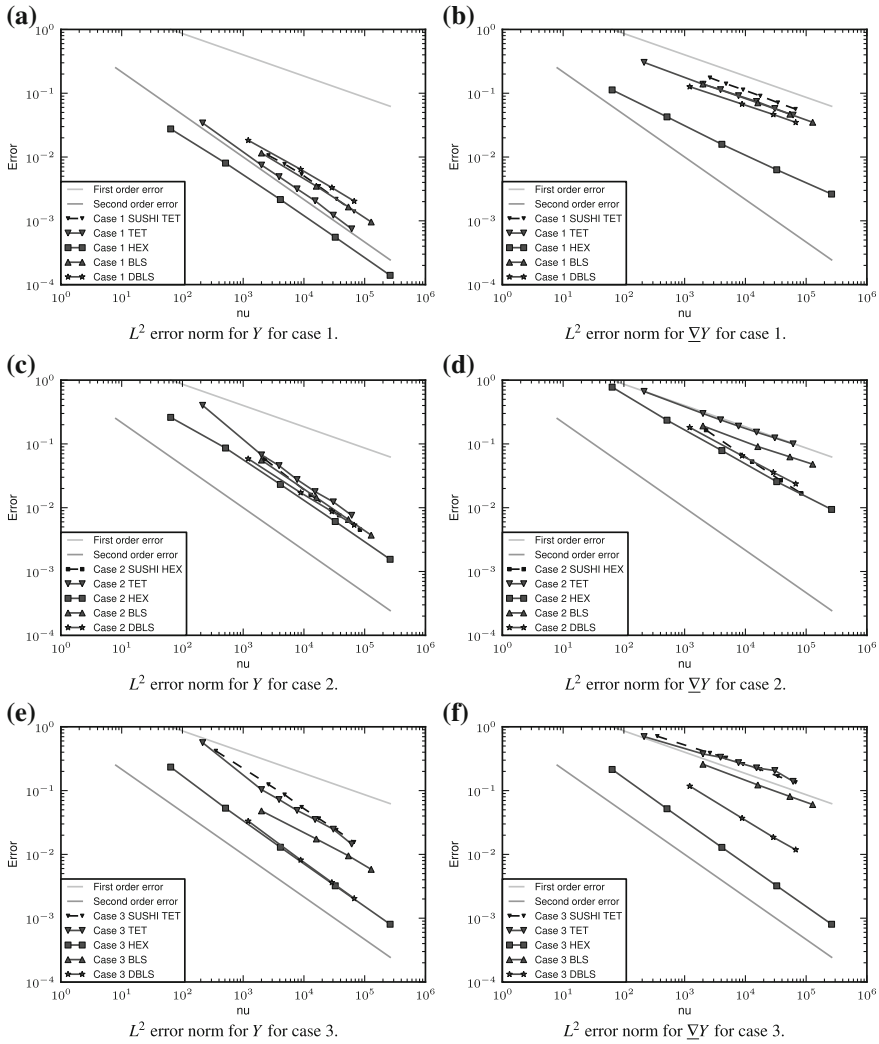 (a)
(b)
10^0
10^-1
10^-2
10^-3
10^-4
Error
First order error
Second order error
Case 1 SUSHI TET
Case 1 TET
Case 1 HEX
Case 1 BLS
Case 1 DBLS
10^0 10^1 10^2 10^3 10^4 10^5 10^6
nu
L^2 error norm for Y for case 1.
10^0
10^-1
10^-2
10^-3
10^-4
Error
First order error
Second order error
Case 1 SUSHI TET
Case 1 TET
Case 1 HEX
Case 1 BLS
Case 1 DBLS
10^0 10^1 10^2 10^3 10^4 10^5 10^6
nu
L^2 error norm for ∇Y for case 1.
(c)
(d)
10^0
10^-1
10^-2
10^-3
10^-4
Error
First order error
Second order error
Case 2 SUSHI HEX
Case 2 TET
Case 2 HEX
Case 2 BLS
Case 2 DBLS
10^0 10^1 10^2 10^3 10^4 10^5 10^6
nu
L^2 error norm for Y for case 2.
10^0
10^-1
10^-2
10^-3
10^-4
Error
First order error
Second order error
Case 2 SUSHI HEX
Case 2 TET
Case 2 HEX
Case 2 BLS
Case 2 DBLS
10^0 10^1 10^2 10^3 10^4 10^5 10^6
nu
L^2 error norm for ∇Y for case 2.
(e)
(f)
10^0
10^-1
10^-2
10^-3
10^-4
Error
First order error
Second order error
Case 3 SUSHI TET
Case 3 TET
Case 3 HEX
Case 3 BLS
Case 3 DBLS
10^0 10^1 10^2 10^3 10^4 10^5 10^6
nu
L^2 error norm for Y for case 3.
10^0
10^-1
10^-2
10^-3
10^-4
Error
First order error
Second order error
Case 3 SUSHI TET
Case 3 TET
Case 3 HEX
Case 3 BLS
Case 3 DBLS
10^0 10^1 10^2 10^3 10^4 10^5 10^6
nu
L^2 error norm for ∇Y for case 3.